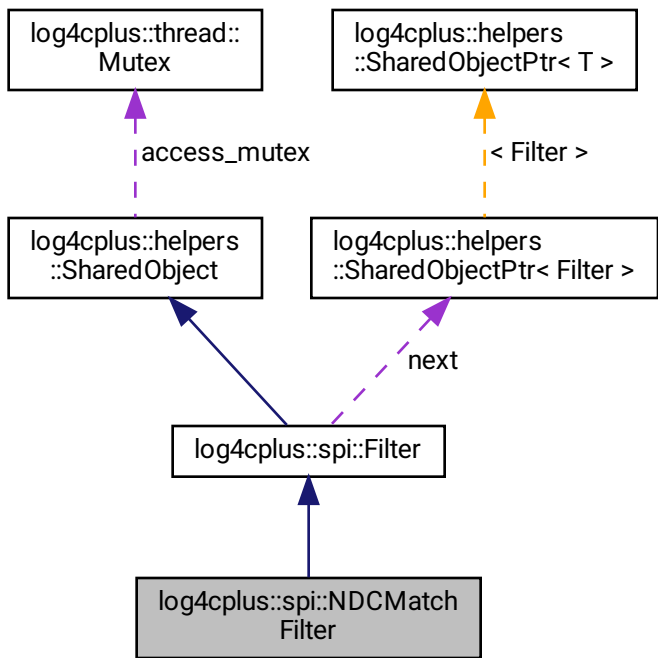 log4cplus::thread::
Mutex
log4cplus::helpers
::SharedObjectPtr< T >
access_mutex
< Filter >
log4cplus::helpers
::SharedObject
log4cplus::helpers
::SharedObjectPtr< Filter >
next
log4cplus::spi::Filter
log4cplus::spi::NDCMatch
Filter